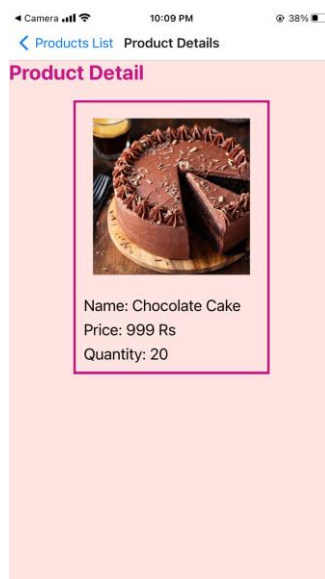 ◄ Camera 10:09 PM 38%
Products List Product Details
Product Detail
Name: Chocolate Cake
Price: 999 Rs
Quantity: 20